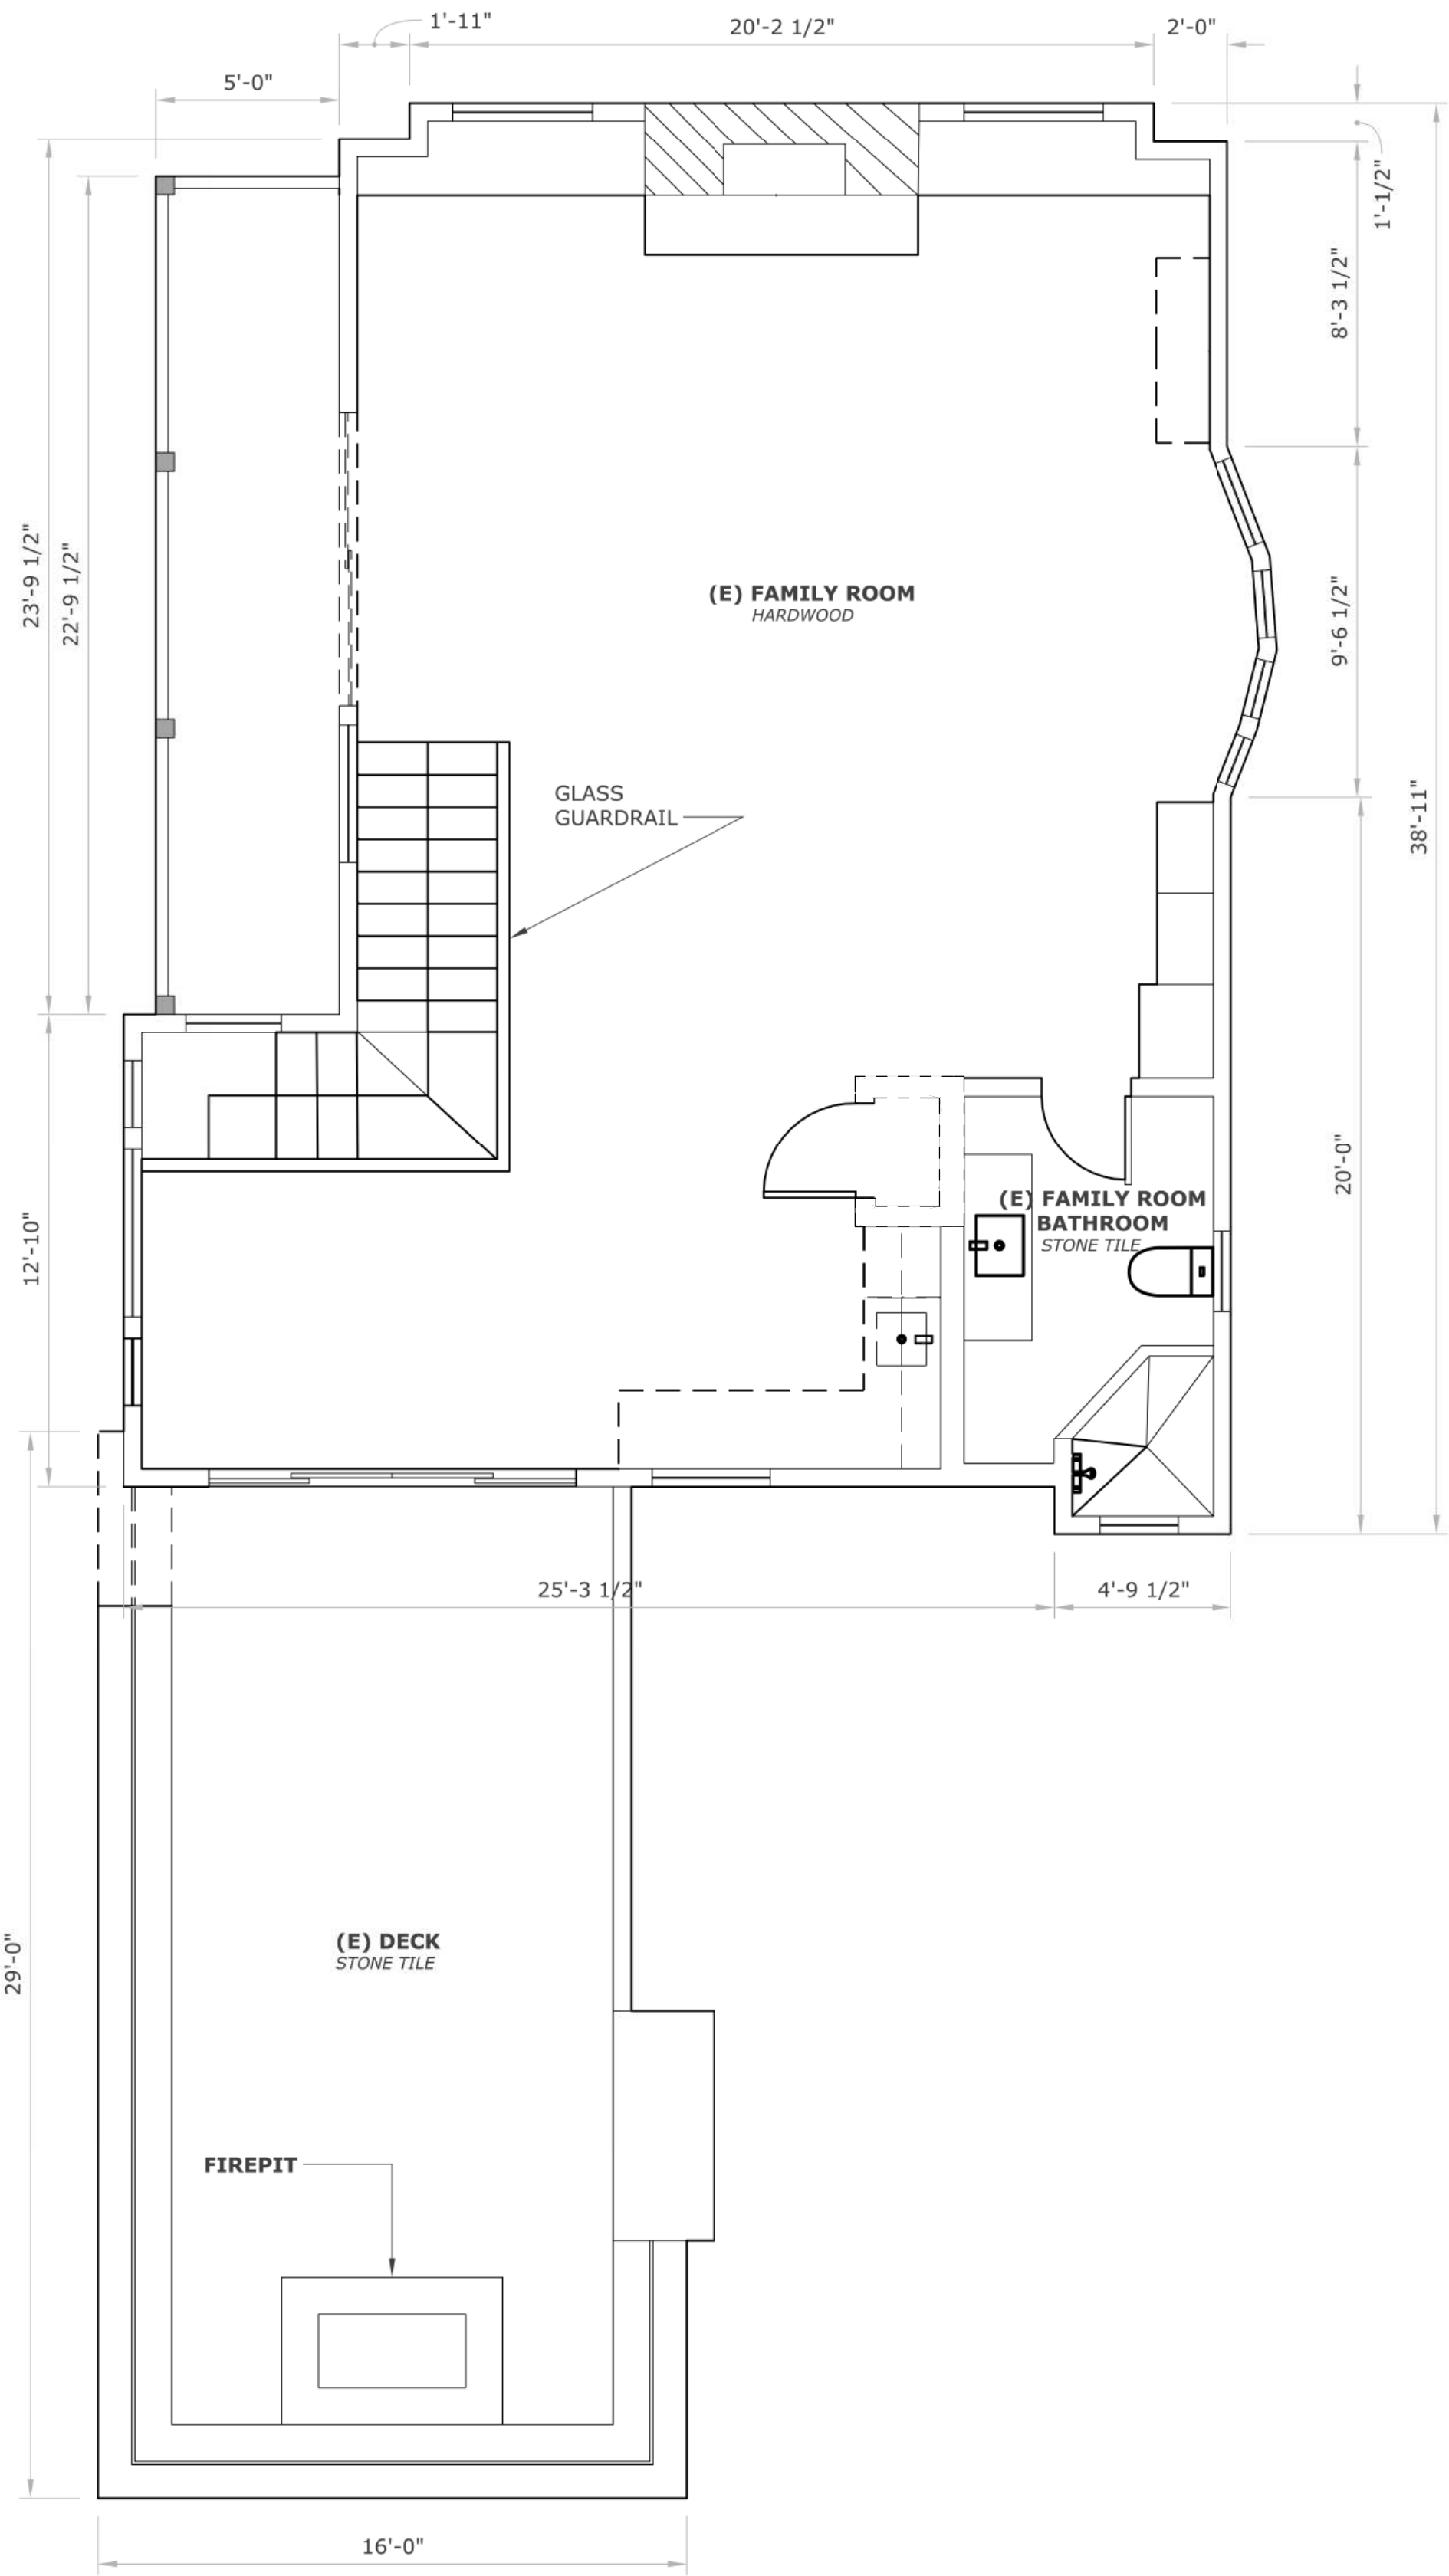 1'-11"
20'-2 1/2"
2'-0"
5'-0"
1'-1/2"
8'-3 1/2"
23'-9 1/2"
22'-9 1/2"
(E) FAMILY ROOM
HARDWOOD
9'-6 1/2"
GLASS
GUARDRAIL
38'-11"
20'-0"
(E) FAMILY ROOM
BATHROOM
STONE TILE
12'-10"
25'-3 1/2"
4'-9 1/2"
(E) DECK
STONE TILE
29'-0"
FIREPIT
16'-0"